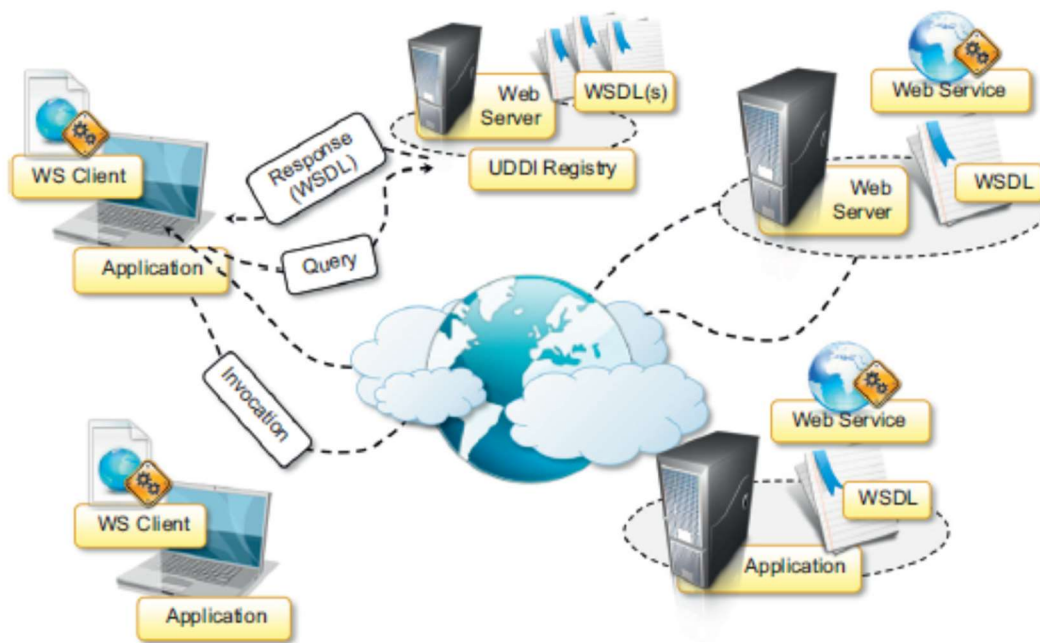 WS Client
Application
Response
(WSDL)
Query
Invocation
Web
Server
WSDL(s)
UDDI Registry
Web Service
Web
Server
WSDL
Web Service
WSDL
Application
WS Client
Application